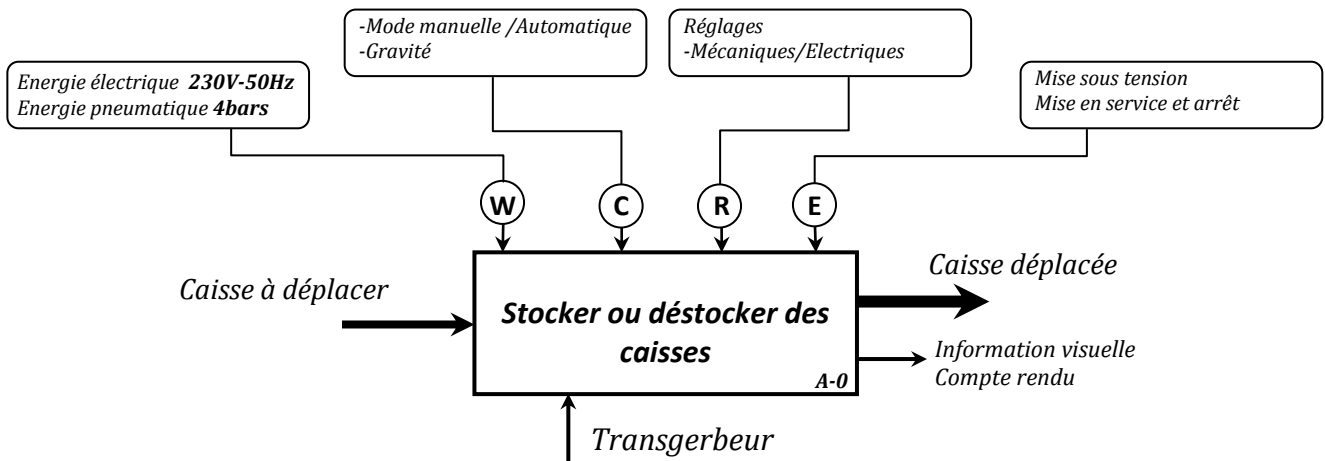 -Mode manuelle /Automatique
-Gravité
Réglages
-Mécaniques/Electriques
Energie électrique 230V-50Hz
Energie pneumatique 4bars
Mise sous tension
Mise en service et arrêt
W
C
R
E
Caisse à déplacer
Stocker ou déstocker des
caisses
A-0
Caisse déplacée
Information visuelle
Compte rendu
Transgerbeur